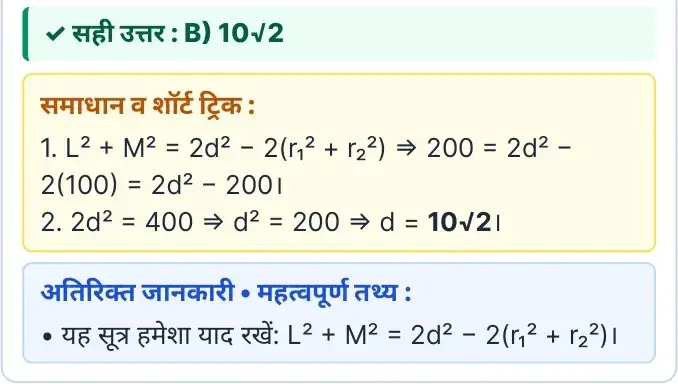 ✓ सही उत्तर : B) 10√2
समाधान व शॉर्ट ट्रिक :
1. L² + M² = 2d² − 2(r₁² + r₂²) ⇒ 200 = 2d² −
2(100) = 2d² − 200।
2. 2d² = 400 ⇒ d² = 200 ⇒ d = 10√2।
अतिरिक्त जानकारी • महत्वपूर्ण तथ्य :
• यह सूत्र हमेशा याद रखें: L² + M² = 2d² − 2(r₁² + r₂²)।